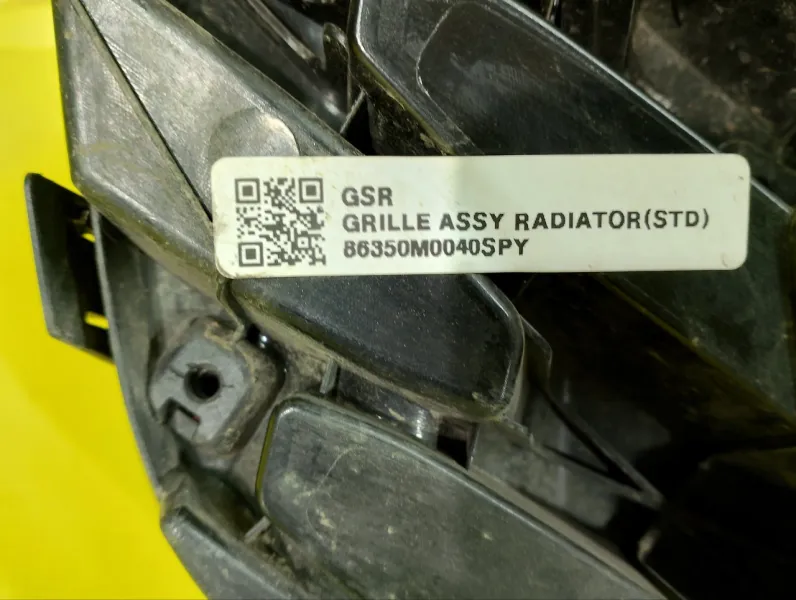 GSR
GRILLE ASSY RADIATOR(STD)
86350M0040SPY